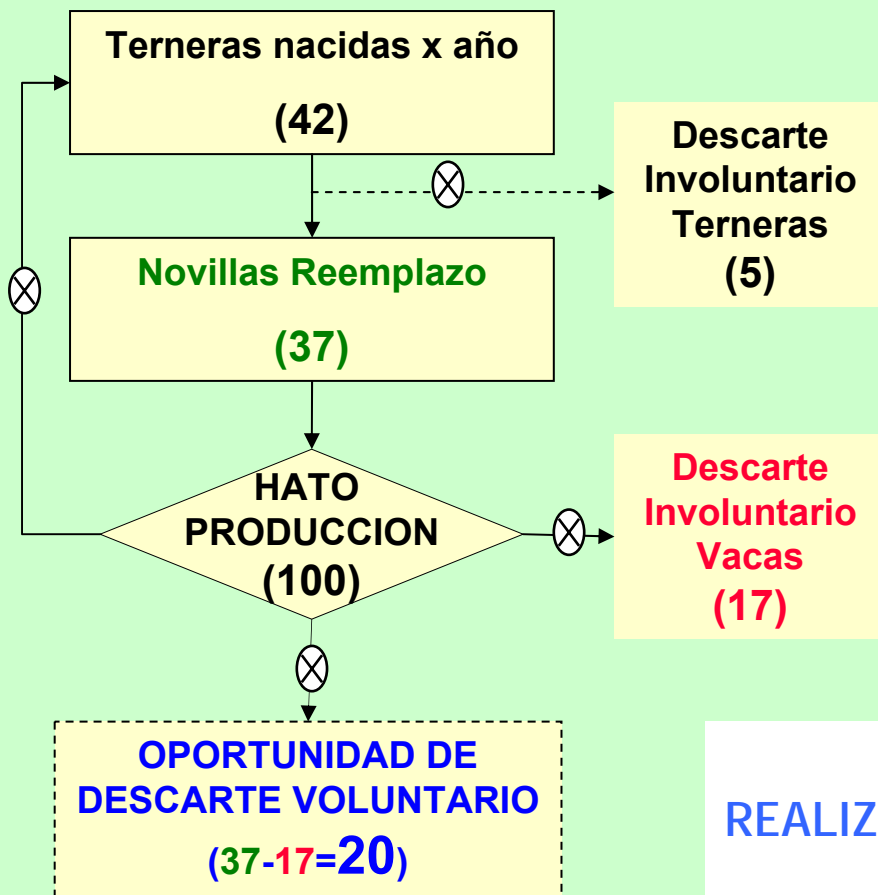 Terneras nacidas x año
(42)
Descarte
Involuntario
Terneras
(5)
Novillas Reemplazo
(37)
HATO
PRODUCCION
(100)
Descarte
Involuntario
Vacas
(17)
OPORTUNIDAD DE
DESCARTE VOLUNTARIO
(37-17=20)
REALIZ